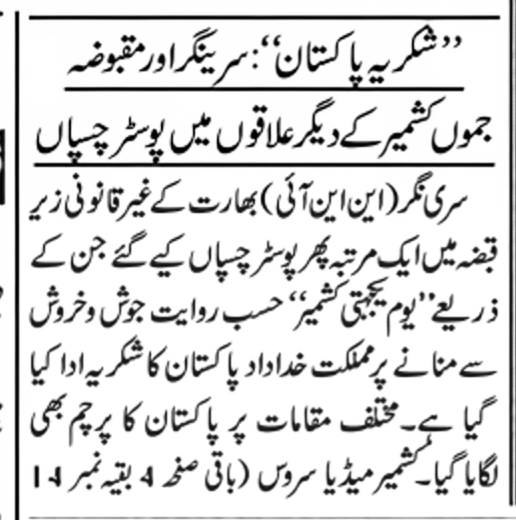 ’’شکریہ پاکستان‘‘: سرینگر اور مقبوضہ
جموں کشمیر کے دیگر علاقوں میں پوسٹر چسپاں
سری نگر (این این آئی) بھارت کے غیر قانونی زیر
قبضہ میں ایک مرتبہ پھر پوسٹر چسپاں کیے گئے جن کے
ذریعے ’’یوم یکجہتی کشمیر‘‘ حسب روایت جوش و خروش
سے منانے پر مملکت خداداد پاکستان کا شکریہ ادا کیا
گیا ہے۔ مختلف مقامات پر پاکستان کا پرچم بھی
لگایا گیا۔ کشمیر میڈیا سروس (باقی صفحہ 4 بقیہ نمبر 14